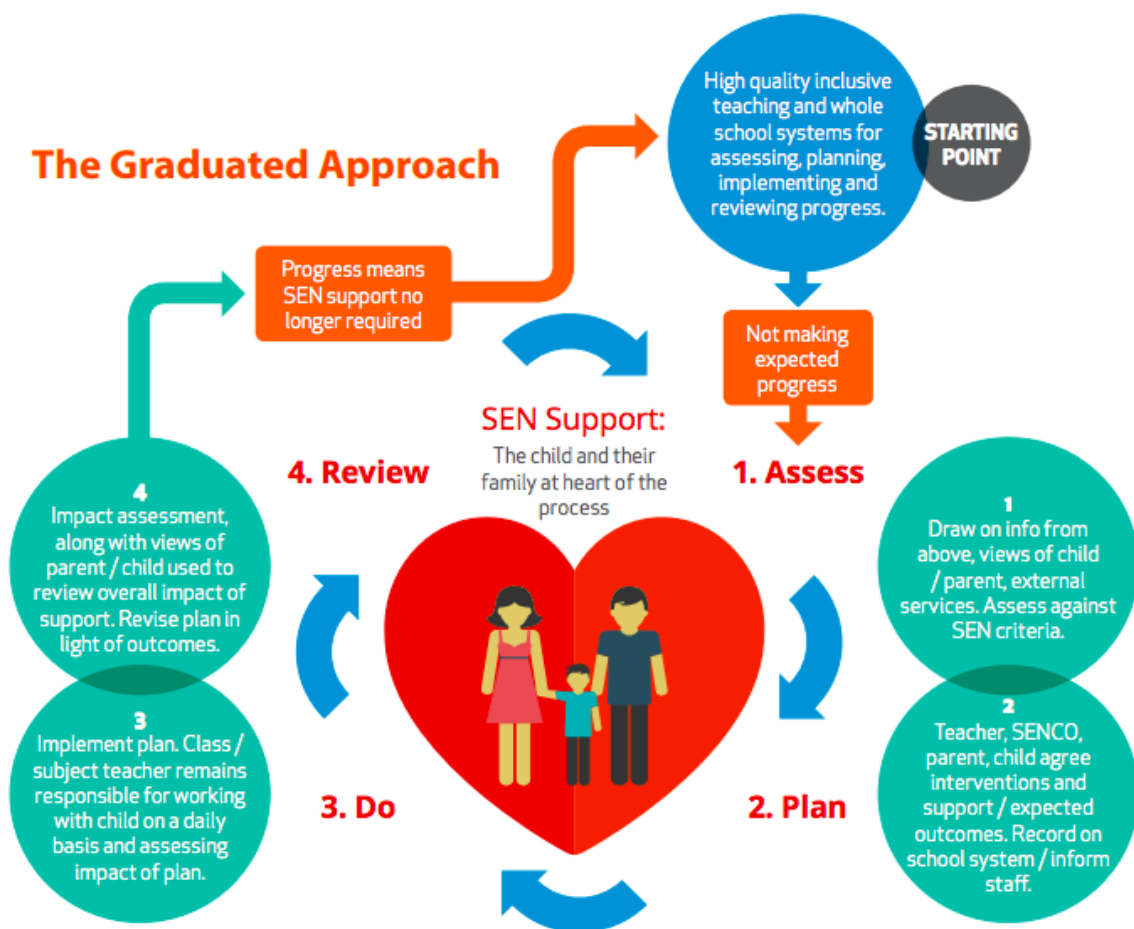 The Graduated Approach
High quality inclusive
teaching and whole
school systems for
assessing, planning,
implementing and
reviewing progress.
STARTING
POINT
Progress means
SEN support no
longer required
Not making
expected
progress
SEN Support:
The child and their
family at heart of the
process
4. Review
1. Assess
4
Impact assessment,
along with views of
parent / child used to
review overall impact of
support. Revise plan in
light of outcomes.
1
Draw on info from
above, views of child
/ parent, external
services. Assess against
SEN criteria.
3
Implement plan. Class /
subject teacher remains
responsible for working
with child on a daily
basis and assessing
impact of plan.
3. Do
2. Plan
2
Teacher, SENCO,
parent, child agree
interventions and
support / expected
outcomes. Record on
school system / inform
staff.